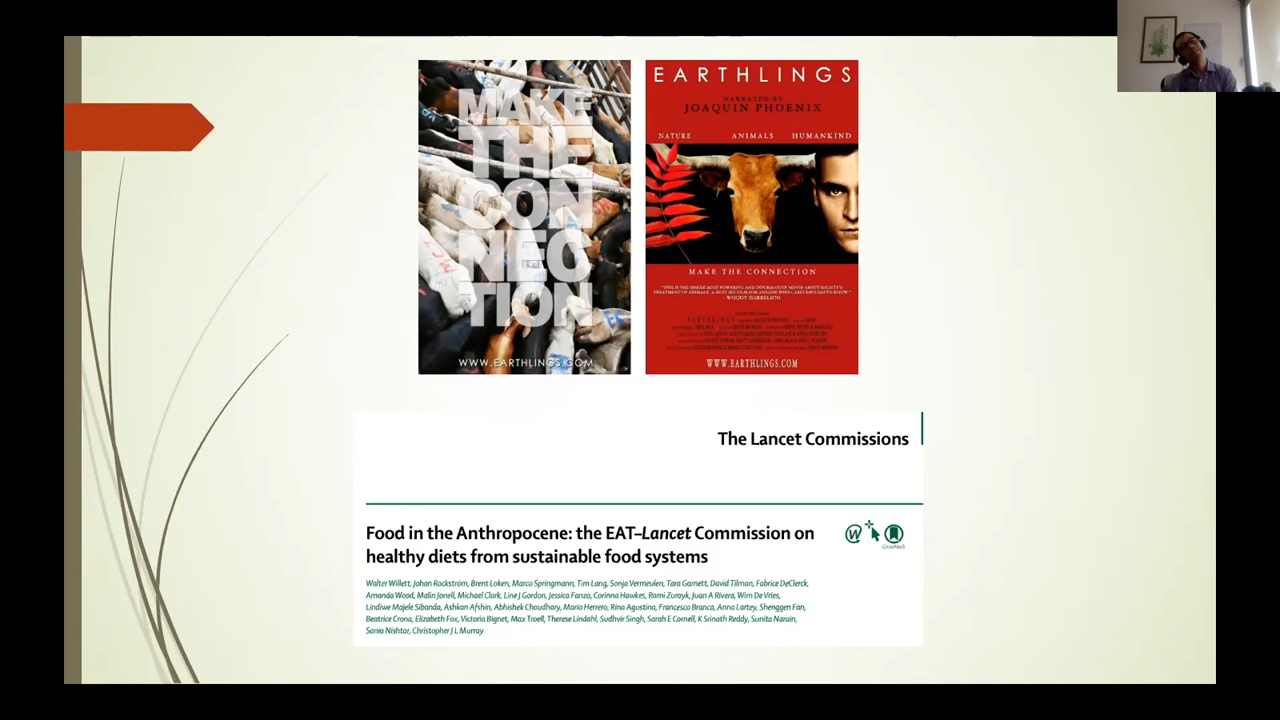 MAKE
THE
CON
NEC
TION
WWW.EARTHLINGS.COM
EARTHLINGS
NARRATED BY
JOAQUIN PHOENIX
NATURE ANIMALS HUMANKIND
MAKE THE CONNECTION
- WOODY HARRELSON
EARTHLINGS
WWW.EARTHLINGS.COM
The Lancet Commissions
Food in the Anthropocene: the EAT–Lancet Commission on
healthy diets from sustainable food systems
CrossMark
Walter Willett, Johan Rockström, Brent Loken, Marco Springmann, Tim Lang, Sonja Vermeulen, Tara Garnett, David Tilman, Fabrice DeClerck,
Amanda Wood, Malin Jonell, Michael Clark, Line J Gordon, Jessica Fanzo, Corinna Hawkes, Rami Zurayk, Juan A Rivera, Wim De Vries,
Lindiwe Majele Sibanda, Ashkan Afshin, Abhishek Chaudhary, Mario Herrero, Rina Agustina, Francesco Branca, Anna Lartey, Shenggen Fan,
Beatrice Crona, Elizabeth Fox, Victoria Bignet, Max Troell, Therese Lindahl, Sudhvir Singh, Sarah E Cornell, K Srinath Reddy, Sunita Narain,
Sania Nishtar, Christopher J L Murray